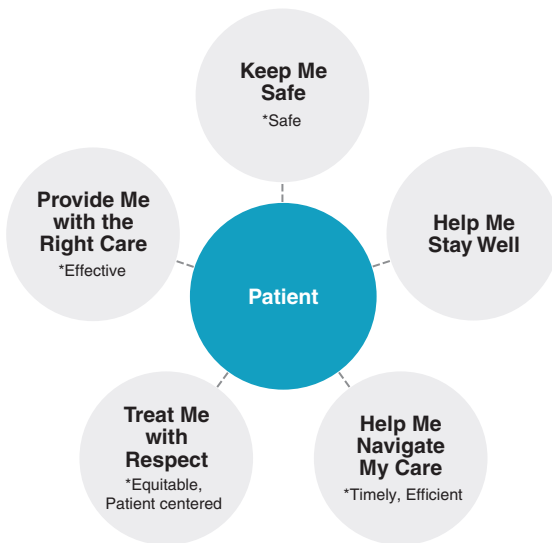 Keep Me
Safe
*Safe
Provide Me
with the
Right Care
*Effective
Help Me
Stay Well
Patient
Treat Me
with
Respect
*Equitable,
Patient centered
Help Me
Navigate
My Care
*Timely, Efficient